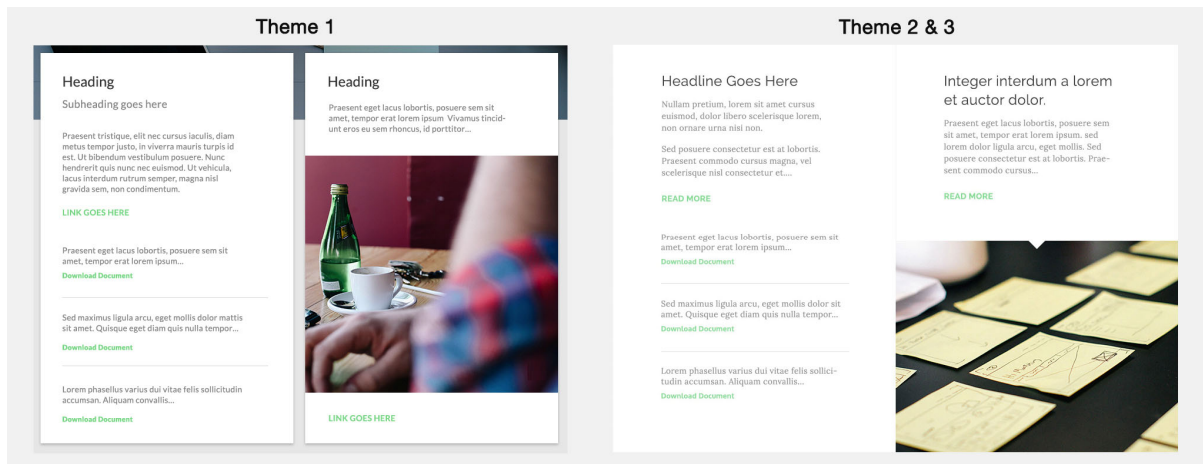 Theme 1
Heading
Subheading goes here
Praesent tristique, elit nec cursus iaculis, diam
metus tempor justo, in viverra mauris turpis id
est. Ut bibendum vestibulum posuere. Nunc
hendrerit quis nunc nec euismod. Ut vehicula,
lacus interdum rutrum semper, magna nisl
gravida sem, non condimentum.
LINK GOES HERE
Praesent eget lacus lobortis, posuere sem sit
amet, tempor erat lorem ipsum...
Download Document
Sed maximus ligula arcu, eget mollis dolor mattis
sit amet. Quisque eget diam quis nulla tempor...
Download Document
Lorem phasellus varius dui vitae felis sollicitudin
accumsan. Aliquam convallis...
Download Document
Heading
Praesent eget lacus lobortis, posuere sem sit
amet, tempor erat lorem ipsum Vivamus tincid-
unt eros eu sem rhoncus, id porttitor...
LINK GOES HERE
Theme 2 & 3
Headline Goes Here
Nullam pretium, lorem sit amet cursus
euismod, dolor libero scelerisque lorem,
non ornare urna nisi non.
Sed posuere consectetur est at lobortis.
Praesent commodo cursus magna, vel
scelerisque nisl consectetur et....
READ MORE
Praesent eget lacus lobortis, posuere sem sit
amet, tempor erat lorem ipsum...
Download Document
Sed maximus ligula arcu, eget mollis dolor sit
amet. Quisque eget diam quis nulla tempor...
Download Document
Lorem phasellus varius dui vitae felis sollici-
tudin accumsan. Aliquam convallis...
Download Document
Integer interdum a lorem
et auctor dolor.
Praesent eget lacus lobortis, posuere sem
sit amet, tempor erat lorem ipsum. sed
lorem dolor ligula arcu, eget mollis. Sed
posuere consectetur est at lobortis. Prae-
sent commodo cursus...
READ MORE